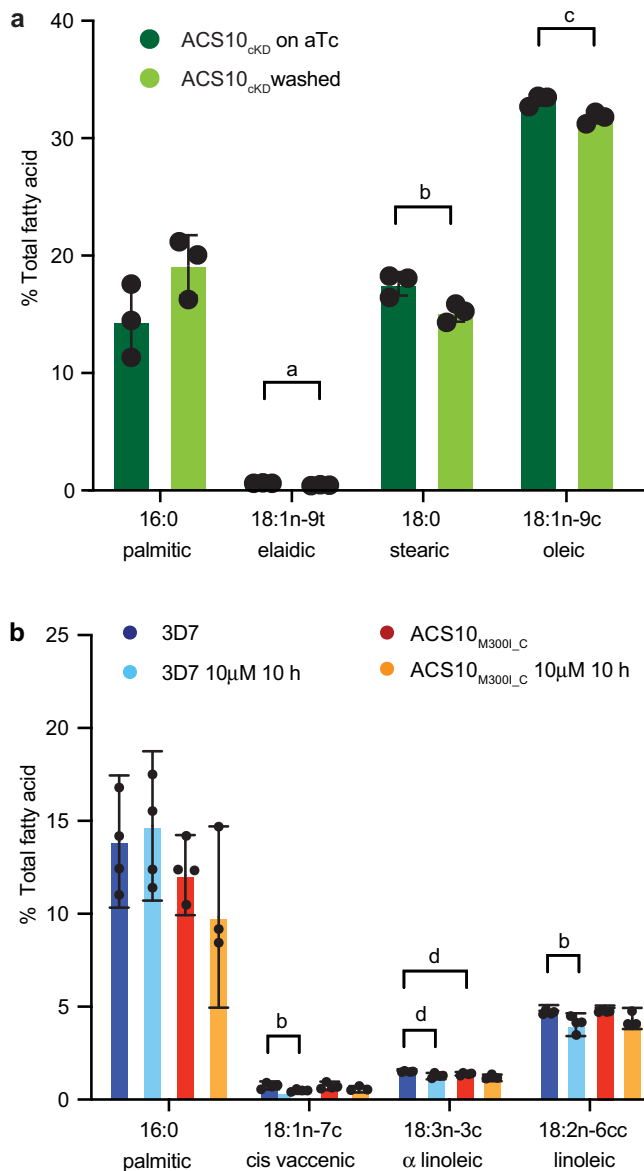 a
ACS10cKD on aTc
ACS10cKD washed
% Total fatty acid
40
30
20
10
0
a
b
c
16:0
18:1n-9t
18:0
18:1n-9c
palmitic
elaidic
stearic
oleic
b
3D7
ACS10M300I_C
3D7 10μM 10 h
ACS10M300I_C 10μM 10 h
% Total fatty acid
25
20
15
10
5
0
b
d
d
b
16:0
18:1n-7c
18:3n-3c
18:2n-6cc
palmitic
cis vaccenic
α linoleic
linoleic